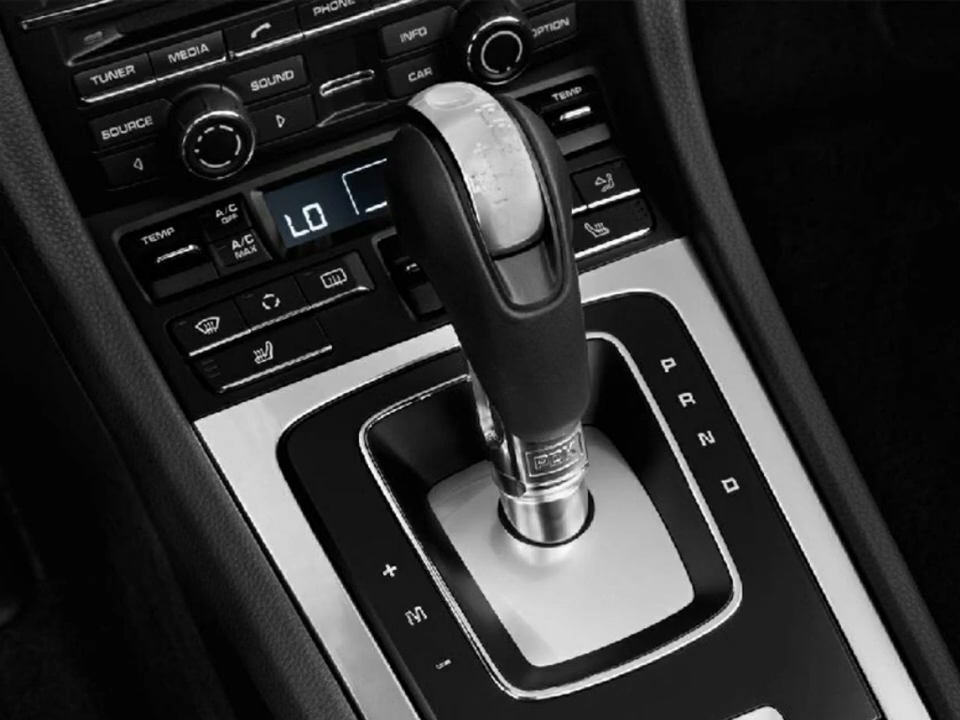 PHONE
INFO
OPTION
TUNER
MEDIA
SOUND
CAR
SOURCE
TEMP
TEMP
A/C
OFF
A/C
MAX
LO
P
R
N
D
PDK
+
M
-